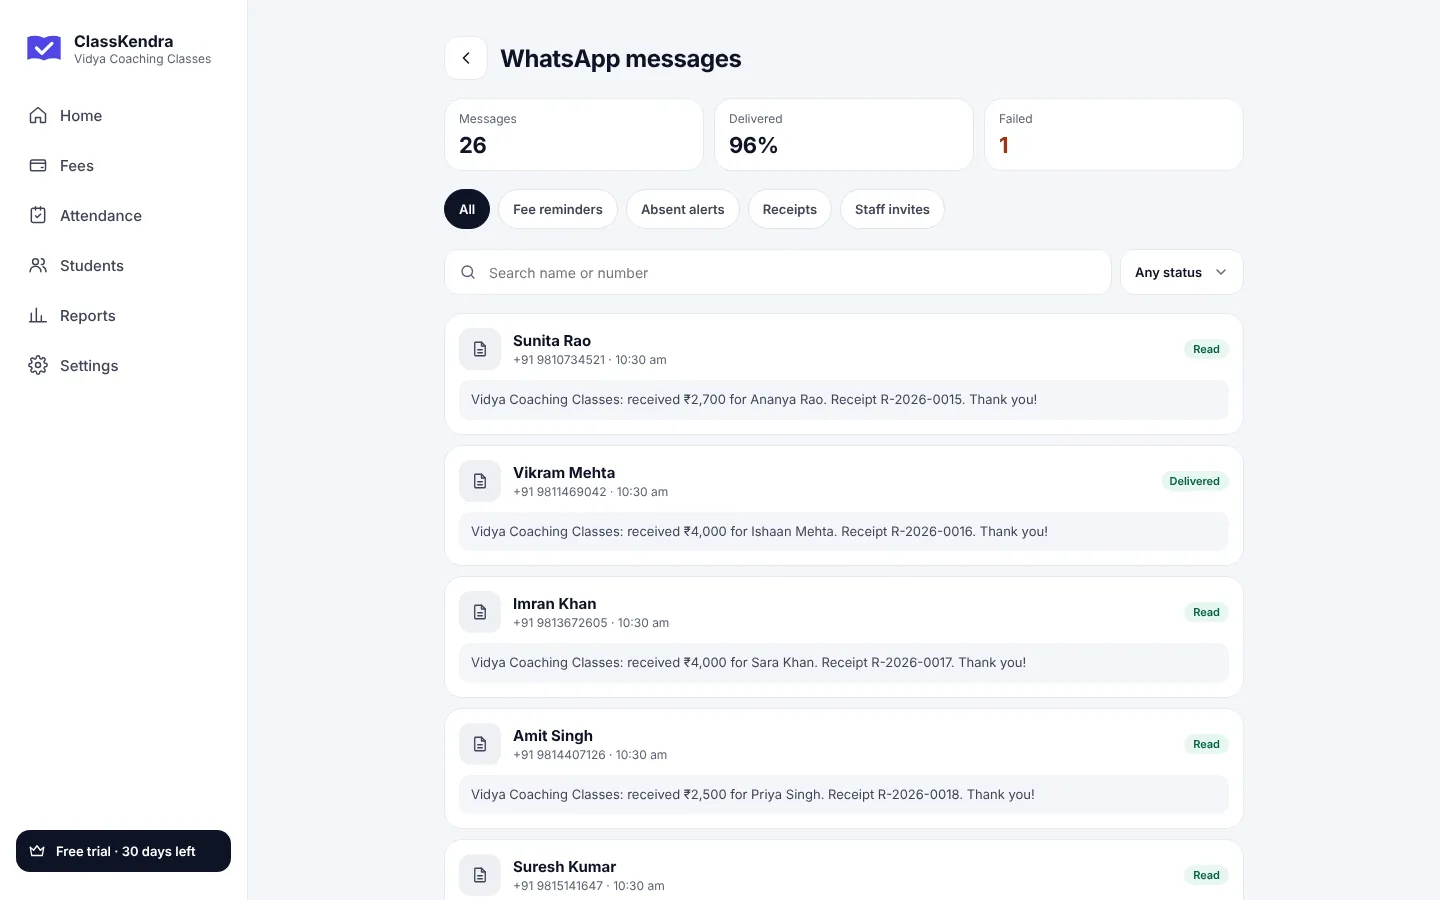 ClassKendra
Vidya Coaching Classes
Home
Fees
Attendance
Students
Reports
Settings
Free trial · 30 days left
WhatsApp messages
Messages
26
Delivered
96%
Failed
1
All
Fee reminders
Absent alerts
Receipts
Staff invites
Search name or number
Any status
Sunita Rao
+91 9810734521 · 10:30 am
Read
Vidya Coaching Classes: received ₹2,700 for Ananya Rao. Receipt R-2026-0015. Thank you!
Vikram Mehta
+91 9811469042 · 10:30 am
Delivered
Vidya Coaching Classes: received ₹4,000 for Ishaan Mehta. Receipt R-2026-0016. Thank you!
Imran Khan
+91 9813672605 · 10:30 am
Read
Vidya Coaching Classes: received ₹4,000 for Sara Khan. Receipt R-2026-0017. Thank you!
Amit Singh
+91 9814407126 · 10:30 am
Read
Vidya Coaching Classes: received ₹2,500 for Priya Singh. Receipt R-2026-0018. Thank you!
Suresh Kumar
+91 9815141647 · 10:30 am
Read